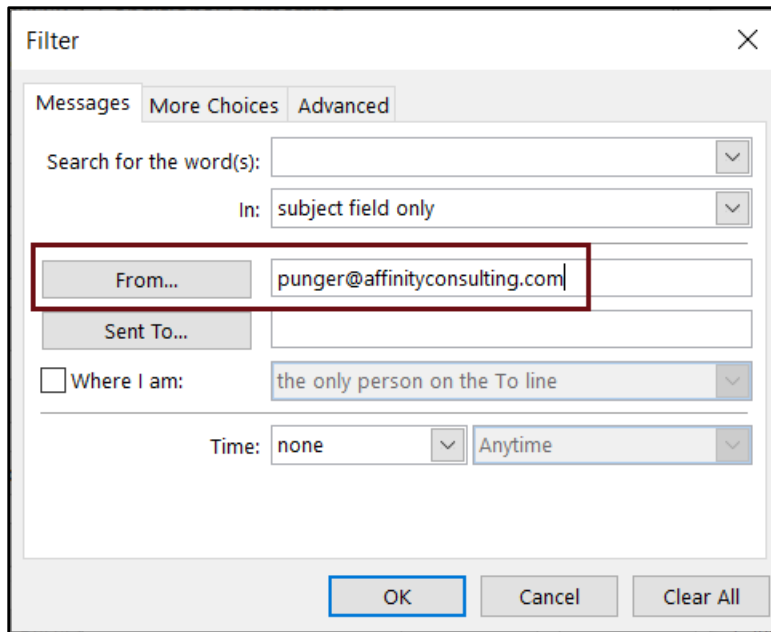 Filter
Messages More Choices Advanced
Search for the word(s):
In: subject field only
From... punger@affinityconsulting.com
Sent To...
Where I am: the only person on the To line
Time: none Anytime
OK Cancel Clear All